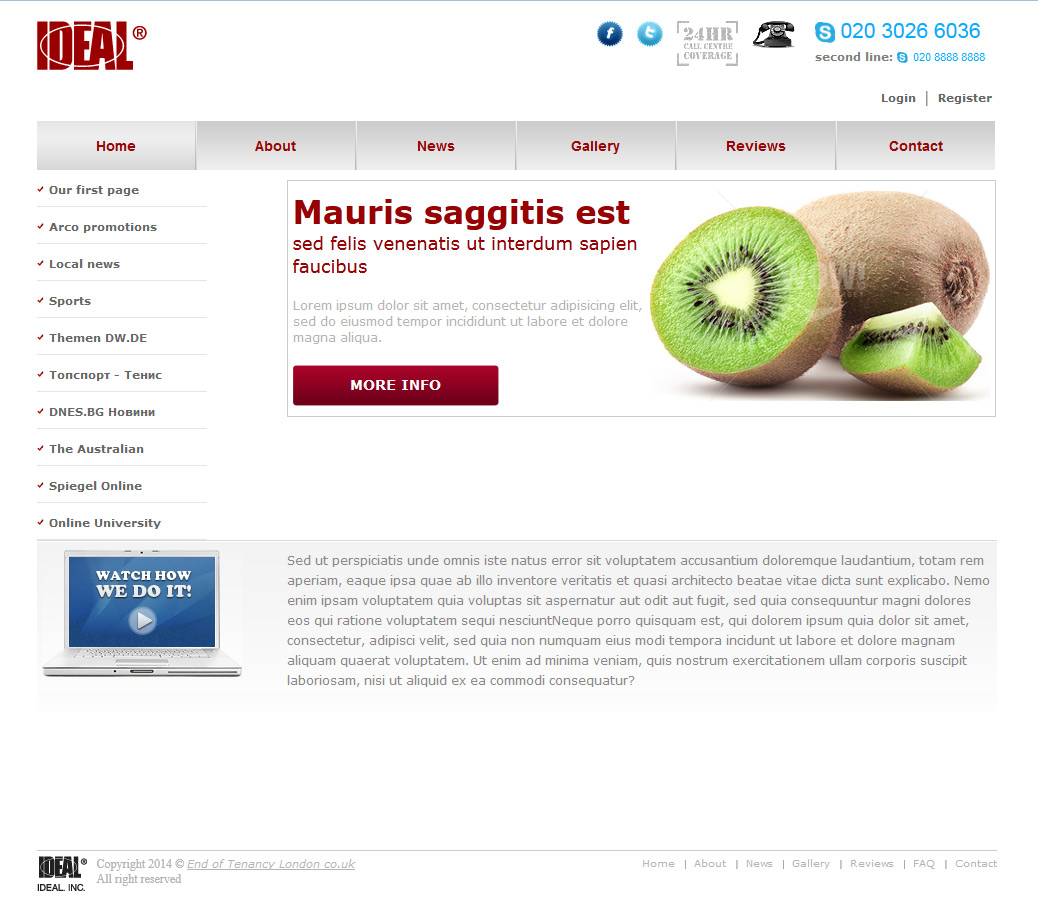 IDEAL®
24HR
CALL CENTRE
COVERAGE
020 3026 6036
second line: 020 8888 8888
Login | Register
Home About News Gallery Reviews Contact
Our first page
Arco promotions
Local news
Sports
Themen DW.DE
Топспорт - Тенис
DNES.BG Новини
The Australian
Spiegel Online
Online University
Mauris saggitis est
sed felis venenatis ut interdum sapien
faucibus
Lorem ipsum dolor sit amet, consectetur adipisicing elit,
sed do eiusmod tempor incididunt ut labore et dolore
magna aliqua.
MORE INFO
WOW!
WATCH HOW
WE DO IT!
Sed ut perspiciatis unde omnis iste natus error sit voluptatem accusantium doloremque laudantium, totam rem
aperiam, eaque ipsa quae ab illo inventore veritatis et quasi architecto beatae vitae dicta sunt explicabo. Nemo
enim ipsam voluptatem quia voluptas sit aspernatur aut odit aut fugit, sed quia consequuntur magni dolores
eos qui ratione voluptatem sequi nesciuntNeque porro quisquam est, qui dolorem ipsum quia dolor sit amet,
consectetur, adipisci velit, sed quia non numquam eius modi tempora incidunt ut labore et dolore magnam
aliquam quaerat voluptatem. Ut enim ad minima veniam, quis nostrum exercitationem ullam corporis suscipit
laboriosam, nisi ut aliquid ex ea commodi consequatur?
IDEAL®
IDEAL. INC.
Copyright 2014 © End of Tenancy London co.uk
All right reserved
Home | About | News | Gallery | Reviews | FAQ | Contact